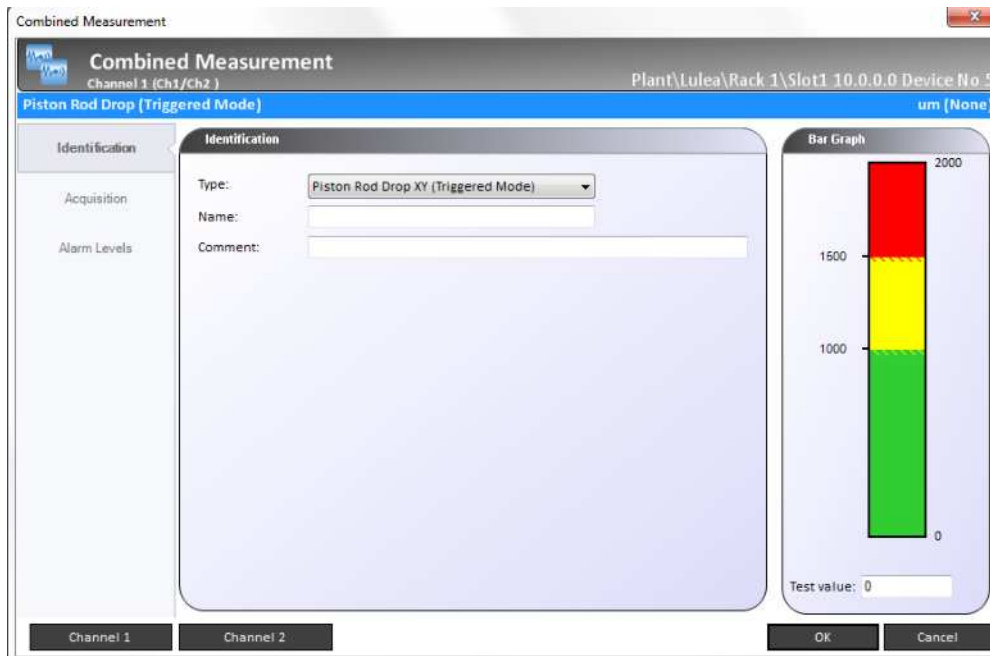 Combined Measurement
Combined Measurement
Channel 1 (Ch1/Ch2 )
Plant\Lulea\Rack 1\Slot1 10.0.0.0 Device No
Piston Rod Drop (Triggered Mode)
um (None)
Identification
Acquisition
Alarm Levels
Identification
Type:
Piston Rod Drop XY (Triggered Mode)
Name:
Comment:
Bar Graph
2000
1500
1000
0
Test value: 0
Channel 1
Channel 2
OK
Cancel